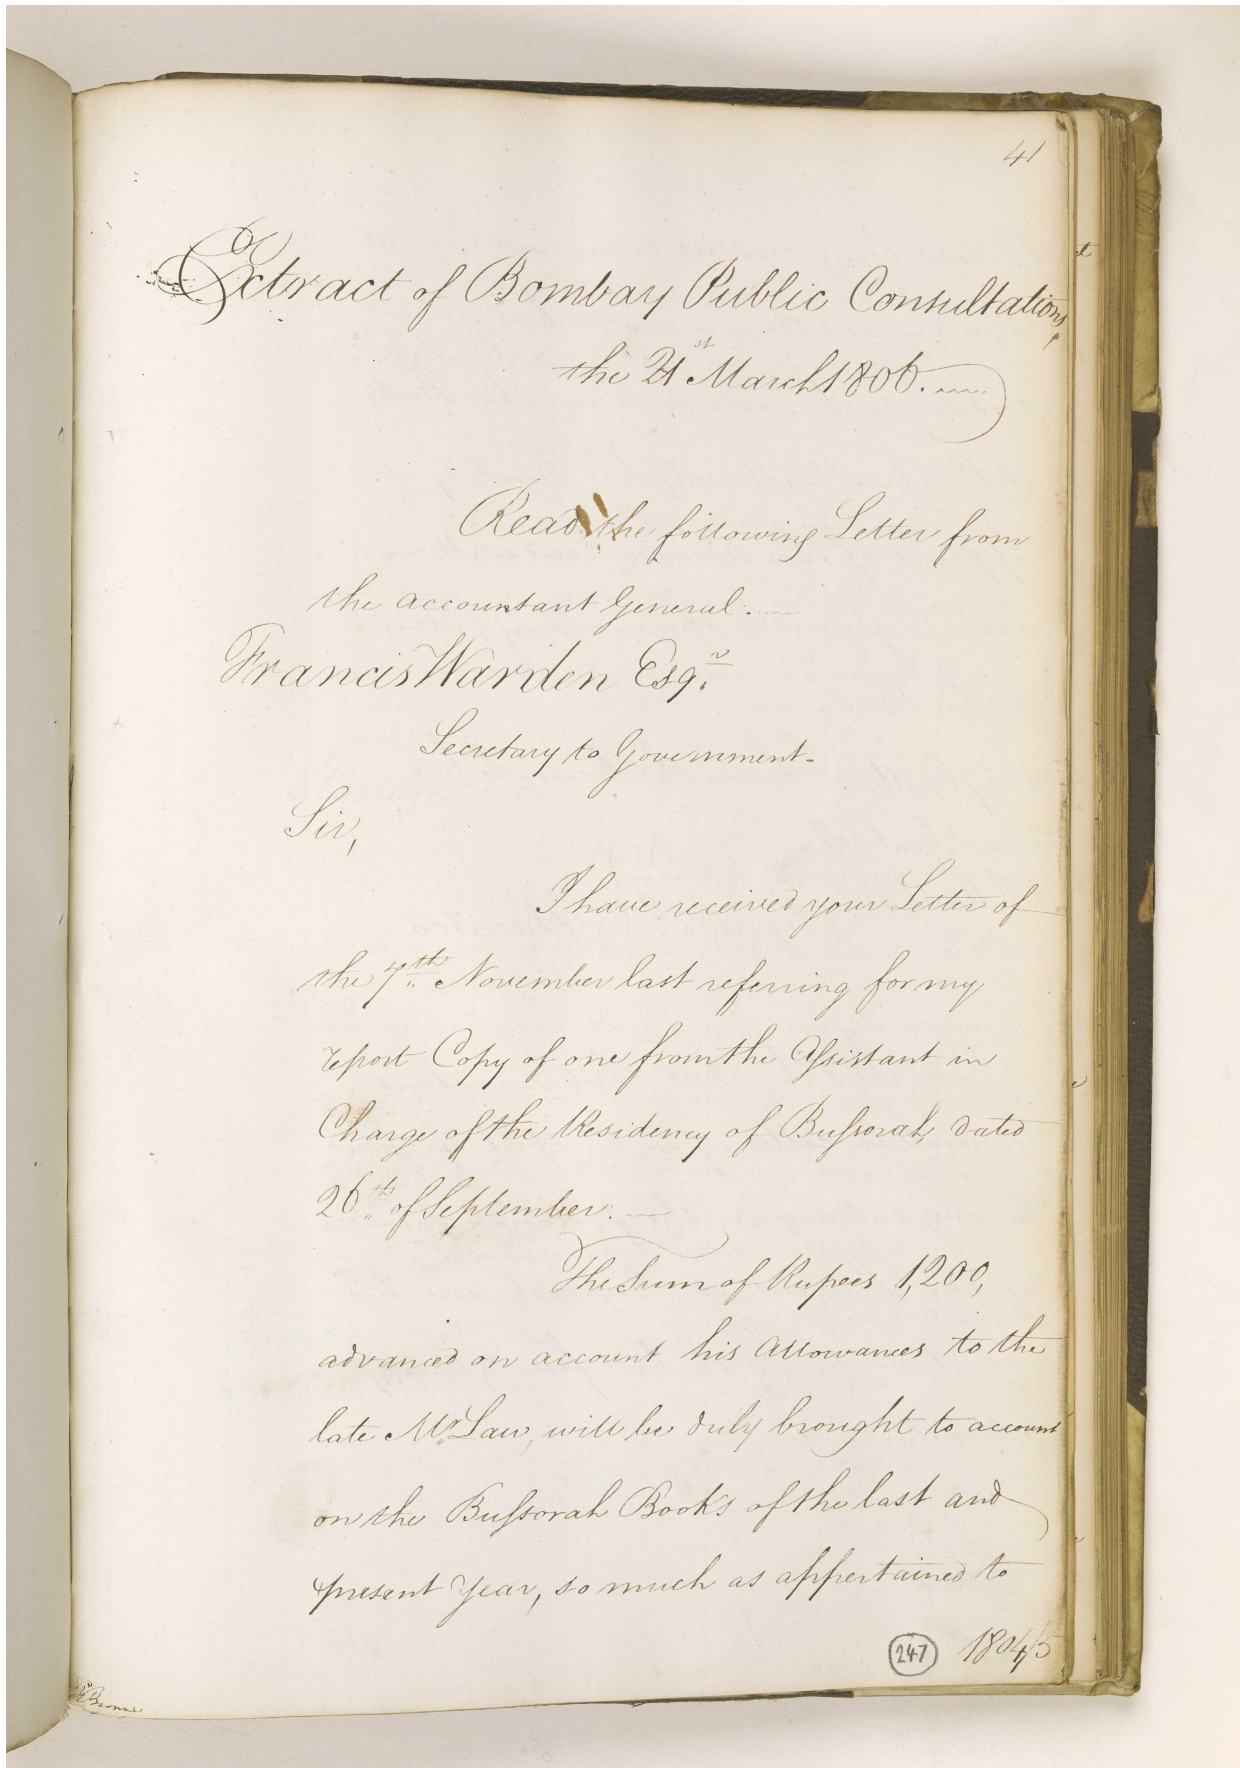 41
Extract of Bombay Public Consultations,
the 21st March 1806.
Read the following Letter from
the Accountant General.
Francis Warden Esqr.
Secretary to Government.
Sir,
I have received your Letter of
the 7th November last referring for my
report Copy of one from the Assistant in
Charge of the Residency of Bussorah, dated
26th of September.
The Sum of Rupees 1,200,
advanced on account his Allowances to the
late Mr. Law, will be duly brought to account
on the Bussorah Books of the last and
present Year, so much as appertained to
247 1804/5